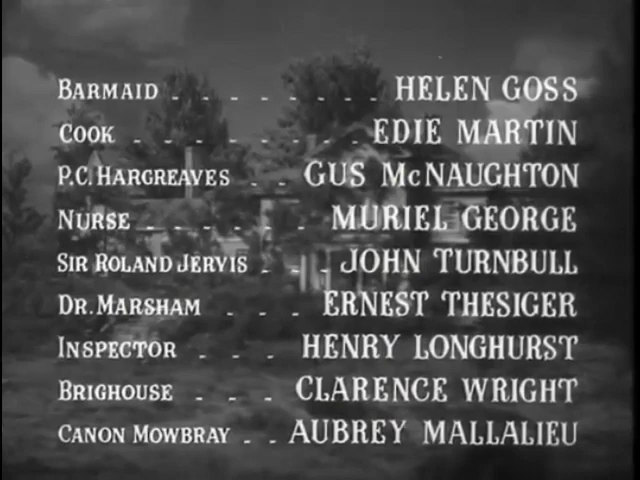 BARMAID _ _ _ _ _ _ _ _ HELEN GOSS
COOK _ _ _ _ _ _ _ _ _ EDIE MARTIN
P.C. HARGREAVES _ _ GUS McNAUGHTON
NURSE _ _ _ _ _ _ MURIEL GEORGE
SIR ROLAND JERVIS _ _ _ JOHN TURNBULL
DR. MARSHAM _ _ _ ERNEST THESIGER
INSPECTOR _ _ _ HENRY LONGHURST
BRIGHOUSE _ _ _ CLARENCE WRIGHT
CANON MOWBRAY _ _ AUBREY MALLALIEU